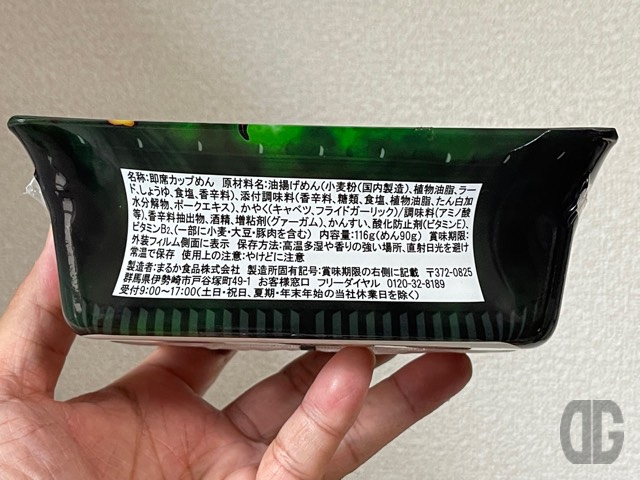 名称:即席カップめん 原材料名:油揚げめん(小麦粉(国内製造)、植物油脂、ラー
ド、しょうゆ、食塩、香辛料)、添付調味料(香辛料、糖類、食塩、植物油脂、たん白加
水分解物、ポークエキス)、かやく(キャベツ、フライドガーリック)/調味料(アミノ酸
等)、香辛料抽出物、酒精、増粘剤(グァーガム)、かんすい、酸化防止剤(ビタミンE)、
ビタミンB₂、(一部に小麦・大豆・豚肉を含む) 内容量:116g(めん90g) 賞味期限:
外装フィルム側面に表示 保存方法:高温多湿や香りの強い場所、直射日光を避け
常温で保存 使用上の注意:やけどに注意
製造者:まるか食品株式会社 製造所固有記号:賞味期限の右側に記載 〒372-0825
群馬県伊勢崎市戸谷塚町49-1 お客様窓口 フリーダイヤル 0120-32-8189
受付9:00~17:00(土日・祝日、夏期・年末年始の当社休業日を除く)
DG